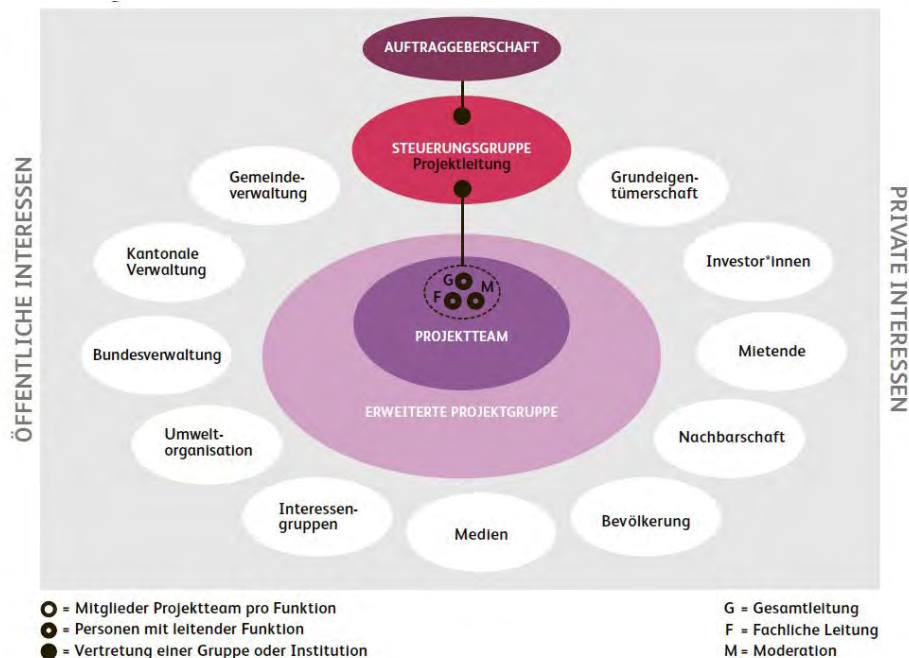 AUFTRAGGEBERSCHAFT
STEUERUNGSGRUPPE
Projektleitung
Gemeinde-
verwaltung
Grundeigen-
tümerschaft
Kantonale
Verwaltung
Investor*innen
ÖFFENTLICHE INTERESSEN
PRIVATE INTERESSEN
G
M
F
PROJEKTTEAM
Bundesverwaltung
Mietende
ERWEITERTE PROJEKTGRUPPE
Umwelt-
organisation
Nachbarschaft
Interessen-
gruppen
Medien
Bevölkerung
= Mitglieder Projektteam pro Funktion
= Personen mit leitender Funktion
= Vertretung einer Gruppe oder Institution
G = Gesamtleitung
F = Fachliche Leitung
M = Moderation